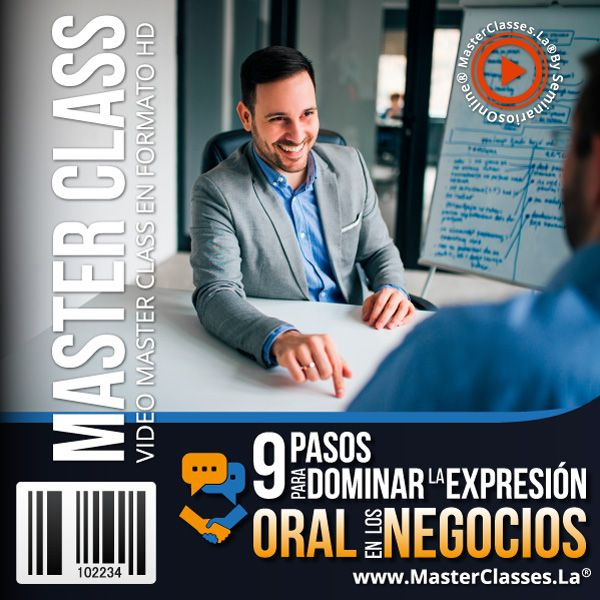 MASTER CLASS
VIDEO MASTER CLASS EN FORMATO HD
MasterClasses.La® By SeminariosOnline®
9 PASOS
PARA DOMINAR LA EXPRESIÓN
ORAL EN LOS NEGOCIOS
102234
www.MasterClasses.La®